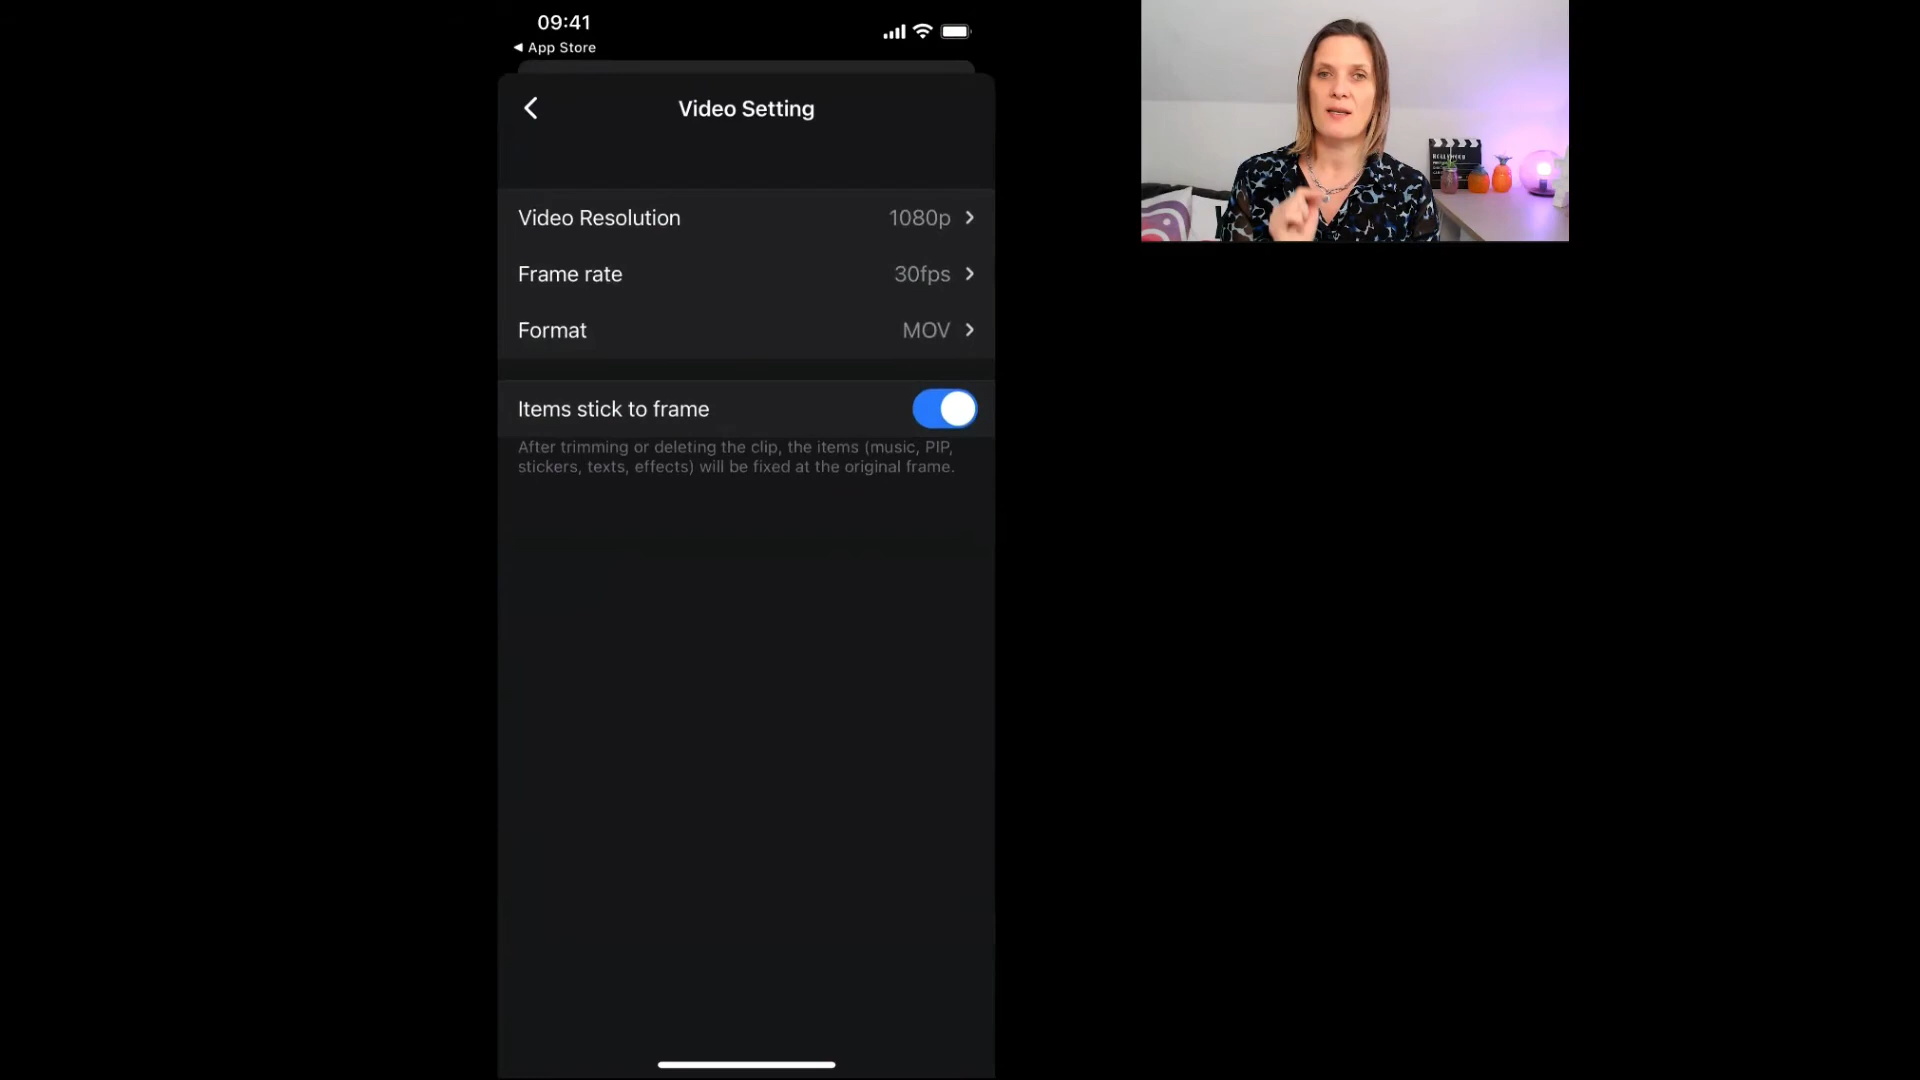 09:41
◀ App Store
Video Setting
Video Resolution 1080p
Frame rate 30fps
Format MOV
Items stick to frame
After trimming or deleting the clip, the items (music, PIP,
stickers, texts, effects) will be fixed at the original frame.